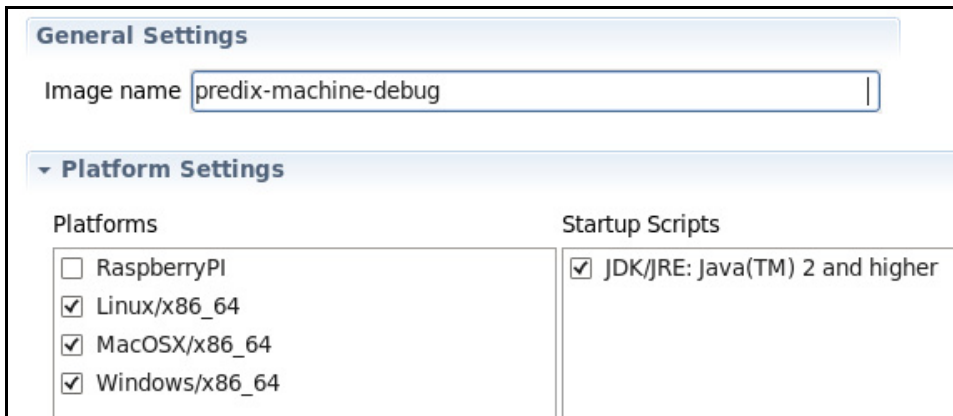 General Settings
Image name predix-machine-debug
Platform Settings
Platforms
RaspberryPI
Linux/x86_64
MacOSX/x86_64
Windows/x86_64
Startup Scripts
JDK/JRE: Java(TM) 2 and higher